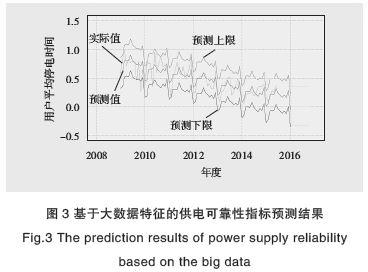 1.5
1.0
0.5
0.0
−0.5
用户平均停电时间
实际值
预测值
预测上限
预测下限
2008 2010 2012 2014 2016
年度
图 3 基于大数据特征的供电可靠性指标预测结果
Fig.3 The prediction results of power supply reliability
based on the big data